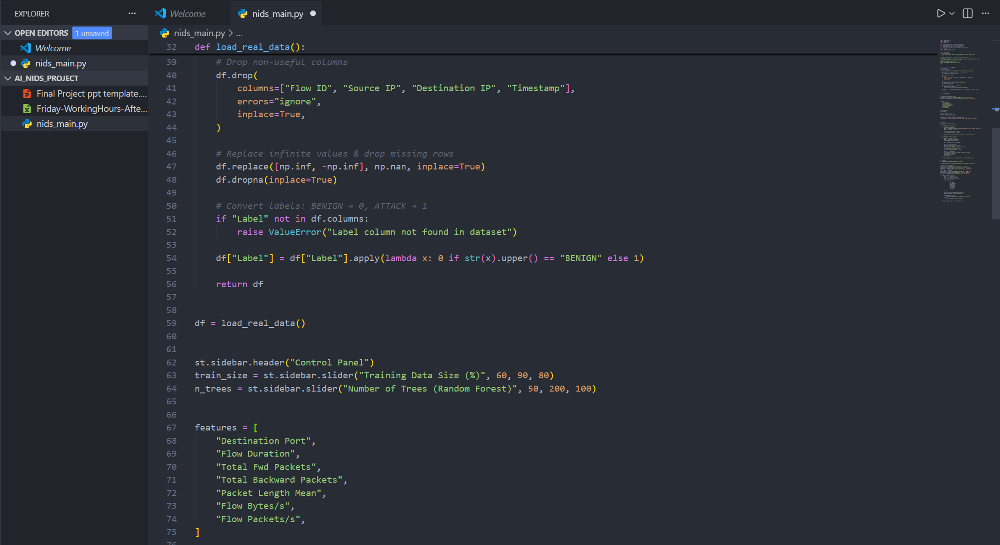 EXPLORER
OPEN EDITORS 1 unsaved
Welcome
nids_main.py
AI_NIDS_PROJECT
Final Project ppt template....
Friday-WorkingHours-Afte...
nids_main.py
Welcome
nids_main.py
nids_main.py > ...
32 def load_real_data():
39 # Drop non-useful columns
40 df.drop(
41 columns=["Flow ID", "Source IP", "Destination IP", "Timestamp"],
42 errors="ignore",
43 inplace=True,
44 )
45
46 # Replace infinite values & drop missing rows
47 df.replace([np.inf, -np.inf], np.nan, inplace=True)
48 df.dropna(inplace=True)
49
50 # Convert labels: BENIGN → 0, ATTACK → 1
51 if "Label" not in df.columns:
52 raise ValueError("Label column not found in dataset")
53
54 df["Label"] = df["Label"].apply(lambda x: 0 if str(x).upper() == "BENIGN" else 1)
55
56 return df
57
58
59 df = load_real_data()
60
61
62 st.sidebar.header("Control Panel")
63 train_size = st.sidebar.slider("Training Data Size (%)", 60, 90, 80)
64 n_trees = st.sidebar.slider("Number of Trees (Random Forest)", 50, 200, 100)
65
66
67 features = [
68 "Destination Port",
69 "Flow Duration",
70 "Total Fwd Packets",
71 "Total Backward Packets",
72 "Packet Length Mean",
73 "Flow Bytes/s",
74 "Flow Packets/s",
75 ]